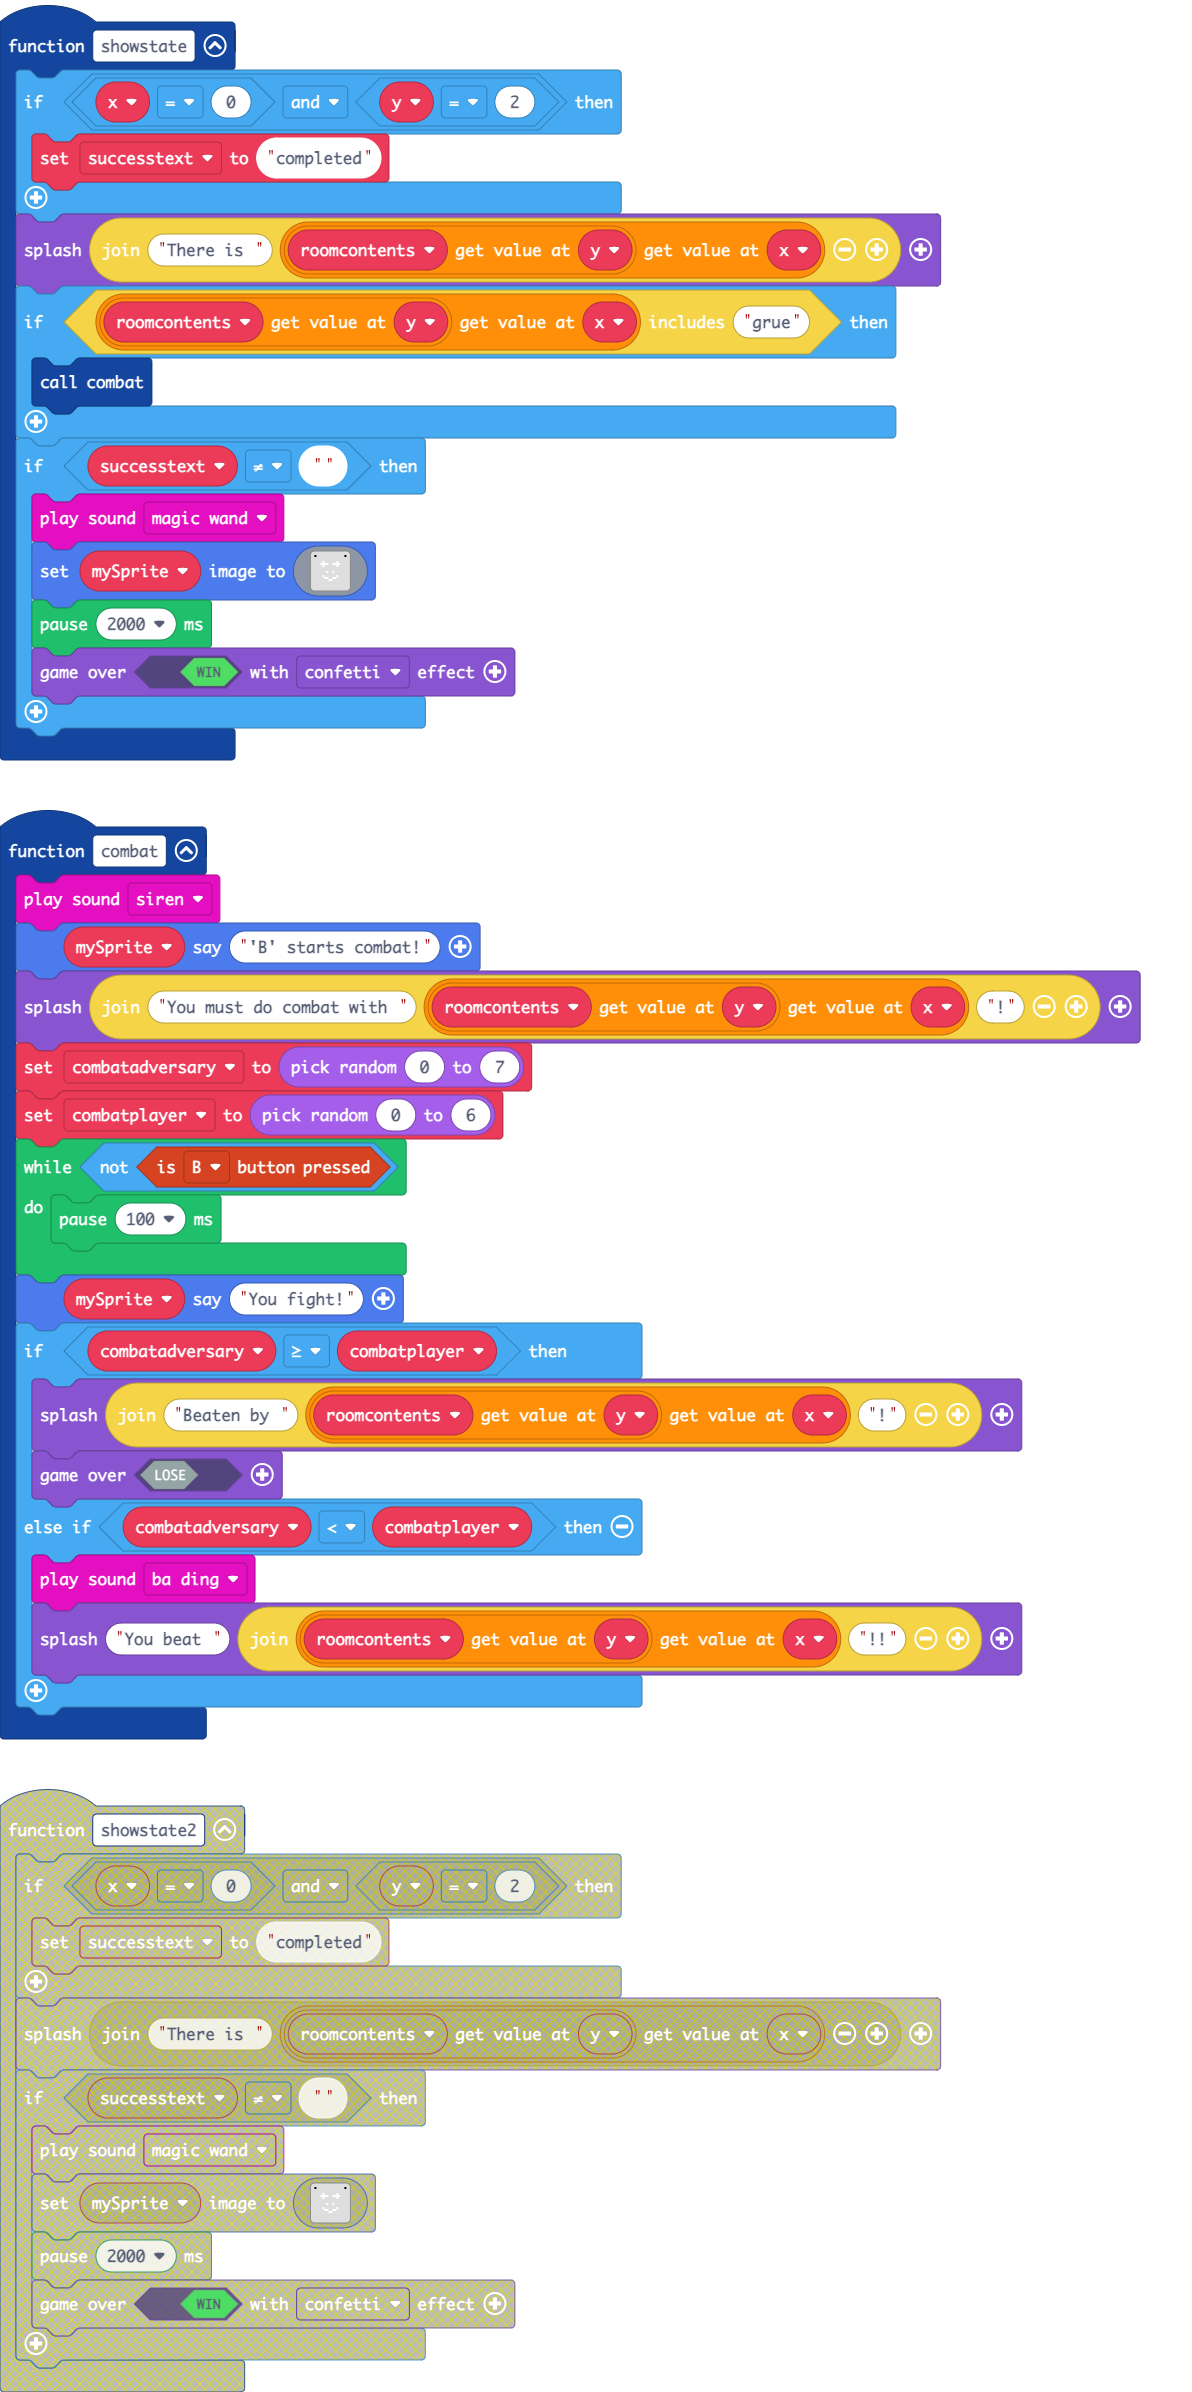 function showstate
if x = 0 and y = 2 then
set successtext to "completed"
splash join "There is " roomcontents get value at y get value at x
if roomcontents get value at y get value at x includes "grue" then
call combat
if successtext ≠ "" then
play sound magic wand
set mySprite image to
pause 2000 ms
game over WIN with confetti effect
function combat
play sound siren
mySprite say "'B' starts combat!"
splash join "You must do combat with " roomcontents get value at y get value at x "!"
set combatadversary to pick random 0 to 7
set combatplayer to pick random 0 to 6
while not is B button pressed
do pause 100 ms
mySprite say "You fight!"
if combatadversary ≥ combatplayer then
splash join "Beaten by " roomcontents get value at y get value at x "!"
game over LOSE
else if combatadversary < combatplayer then
play sound ba ding
splash "You beat " join roomcontents get value at y get value at x "!!"
function showstate2
if x = 0 and y = 2 then
set successtext to "completed"
splash join "There is " roomcontents get value at y get value at x
if successtext ≠ "" then
play sound magic wand
set mySprite image to
pause 2000 ms
game over WIN with confetti effect